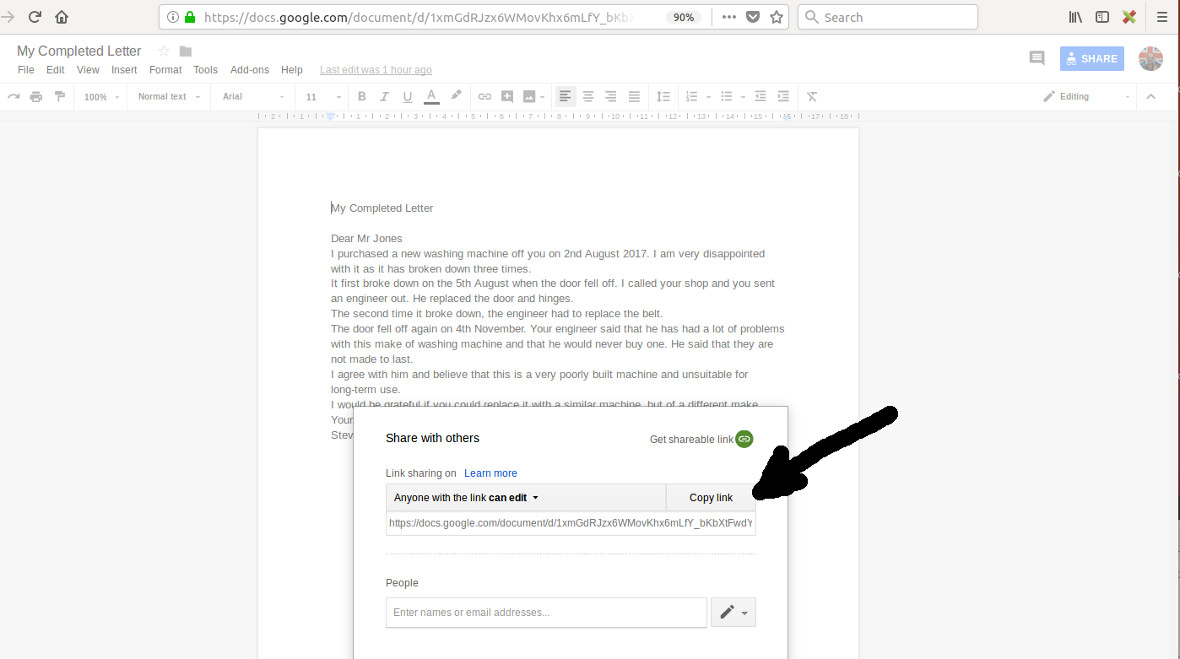 https://docs.google.com/document/d/1xmGdRJzx6WMovKhx6mLfY_bKbX 90% Search
My Completed Letter
SHARE
File Edit View Insert Format Tools Add-ons Help Last edit was 1 hour ago
100% Normal text Arial 11 B I U A Editing
2 1 1 2 3 4 5 6 7 8 9 10 11 12 13 14 15 16 17 18
My Completed Letter
Dear Mr Jones
I purchased a new washing machine off you on 2nd August 2017. I am very disappointed
with it as it has broken down three times.
It first broke down on the 5th August when the door fell off. I called your shop and you sent
an engineer out. He replaced the door and hinges.
The second time it broke down, the engineer had to replace the belt.
The door fell off again on 4th November. Your engineer said that he has had a lot of problems
with this make of washing machine and that he would never buy one. He said that they are
not made to last.
I agree with him and believe that this is a very poorly built machine and unsuitable for
long-term use.
I would be grateful if you could replace it with a similar machine, but of a different make.
Your
Stev
Share with others
Get shareable link
Link sharing on Learn more
Anyone with the link can edit Copy link
https://docs.google.com/document/d/1xmGdRJzx6WMovKhx6mLfY_bKbXtFwdY
People
Enter names or email addresses...